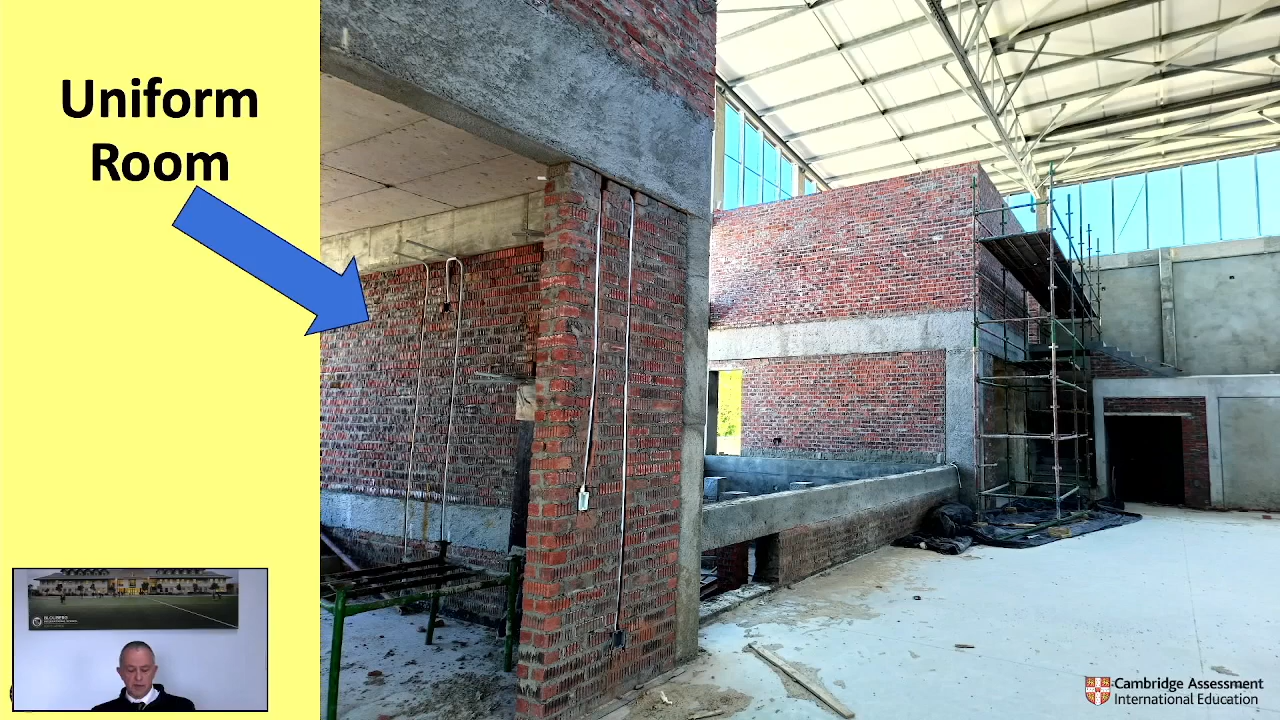 Uniform
Room
Cambridge Assessment
International Education